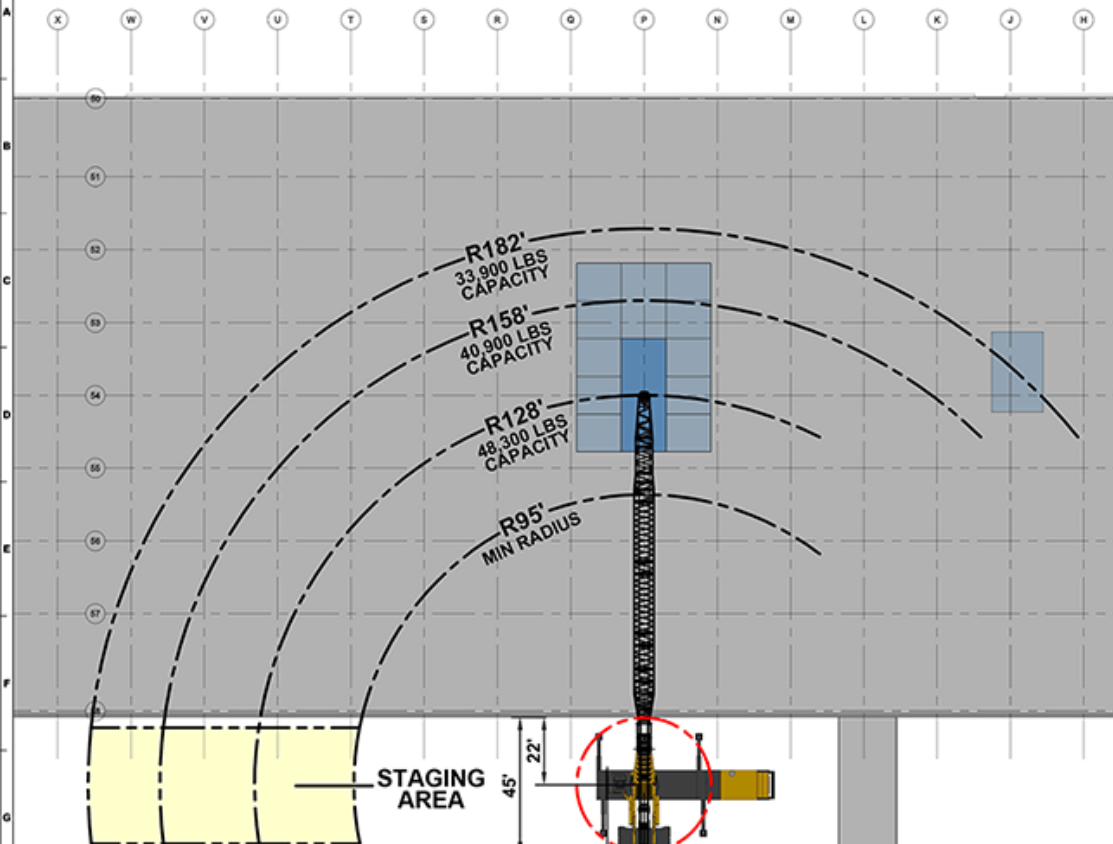 A
X W V U T S R Q P N M L K J H
50
B
51
52
R182'
33,900 LBS
CAPACITY
C
53
R158'
40,900 LBS
CAPACITY
54
D
R128'
48,300 LBS
CAPACITY
55
R95'
MIN RADIUS
56
E
57
F
58
22'
45'
STAGING
AREA
G